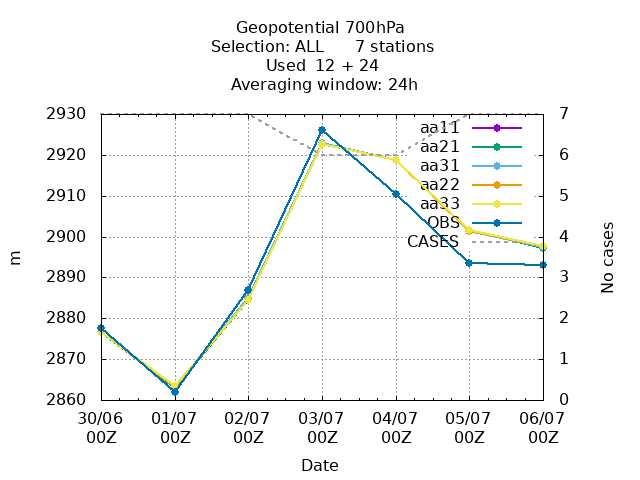 Geopotential 700hPa
Selection: ALL      7 stations
Used  12 + 24
Averaging window: 24h
2930 7
2920 6
2910 5
2900 4
2890 3
2880 2
2870 1
2860 0
aa11
aa21
aa31
aa22
aa33
OBS
CASES
m
No cases
30/06 01/07 02/07 03/07 04/07 05/07 06/07
00Z 00Z 00Z 00Z 00Z 00Z 00Z
Date